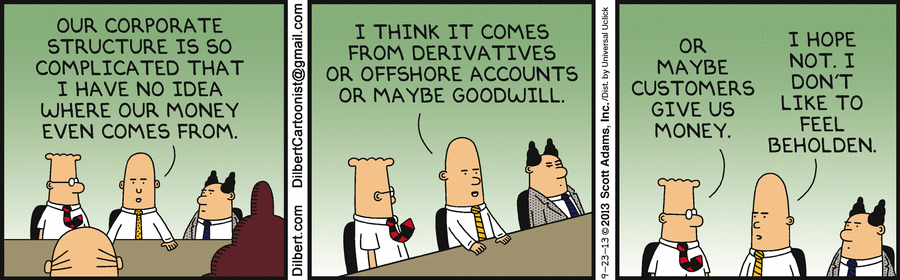 OUR CORPORATE
STRUCTURE IS SO
COMPLICATED THAT
I HAVE NO IDEA
WHERE OUR MONEY
EVEN COMES FROM.
Dilbert.com DilbertCartoonist@gmail.com
I THINK IT COMES
FROM DERIVATIVES
OR OFFSHORE ACCOUNTS
OR MAYBE GOODWILL.
9-23-13 © 2013 Scott Adams, Inc./Dist. by Universal Uclick
OR
MAYBE
CUSTOMERS
GIVE US
MONEY.
I HOPE
NOT. I
DON'T
LIKE TO
FEEL
BEHOLDEN.